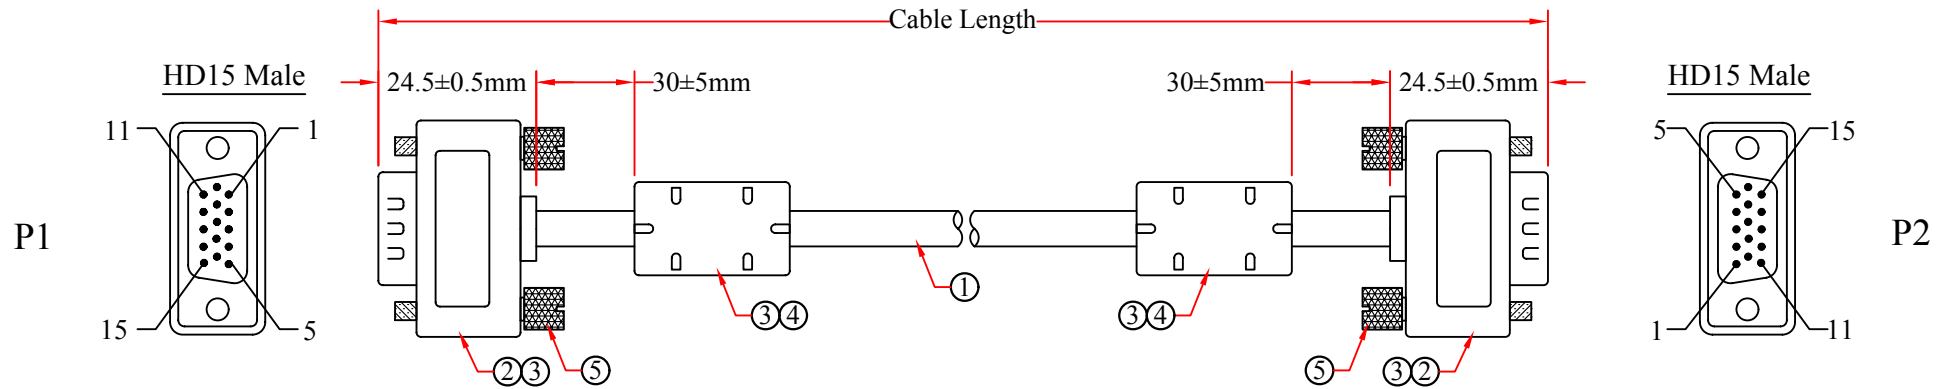 Cable Length
HD15 Male 24.5±0.5mm 30±5mm 30±5mm 24.5±0.5mm HD15 Male
11 1 5 15
P1 P2
① 
③④ ③④
15 5 1 11
②③ ⑤ ⑤ ③②